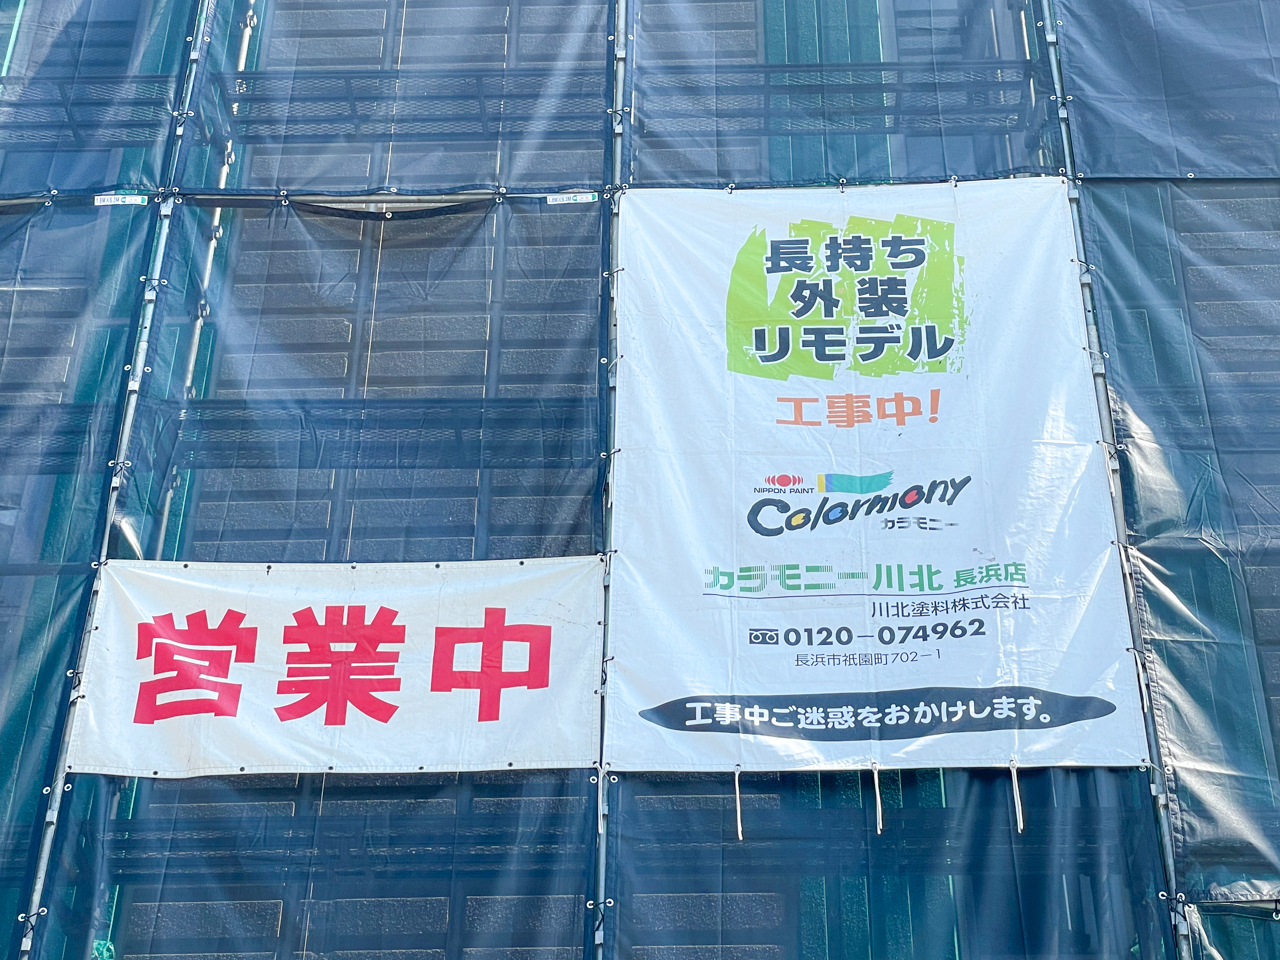 長持ち
外装
リモデル
工事中!
NIPPON PAINT
Colormony
カラモニー
カラモニー川北 長浜店
川北塗料株式会社
0120-074962
長浜市祇園町702-1
工事中ご迷惑をおかけします。
営業中